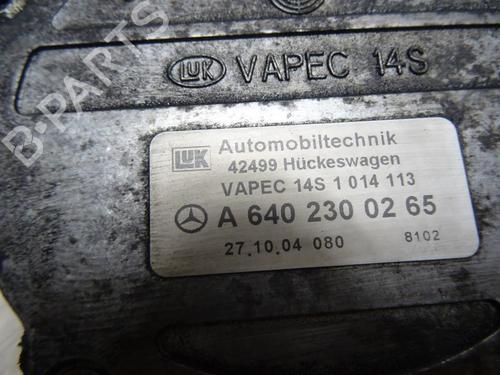 LUK VAPEC 14S
LUK Automobiltechnik
42499 Hückeswagen
VAPEC 14S 1 014 113
A 640 230 02 65
27.10.04 080 8102
B-PARTS